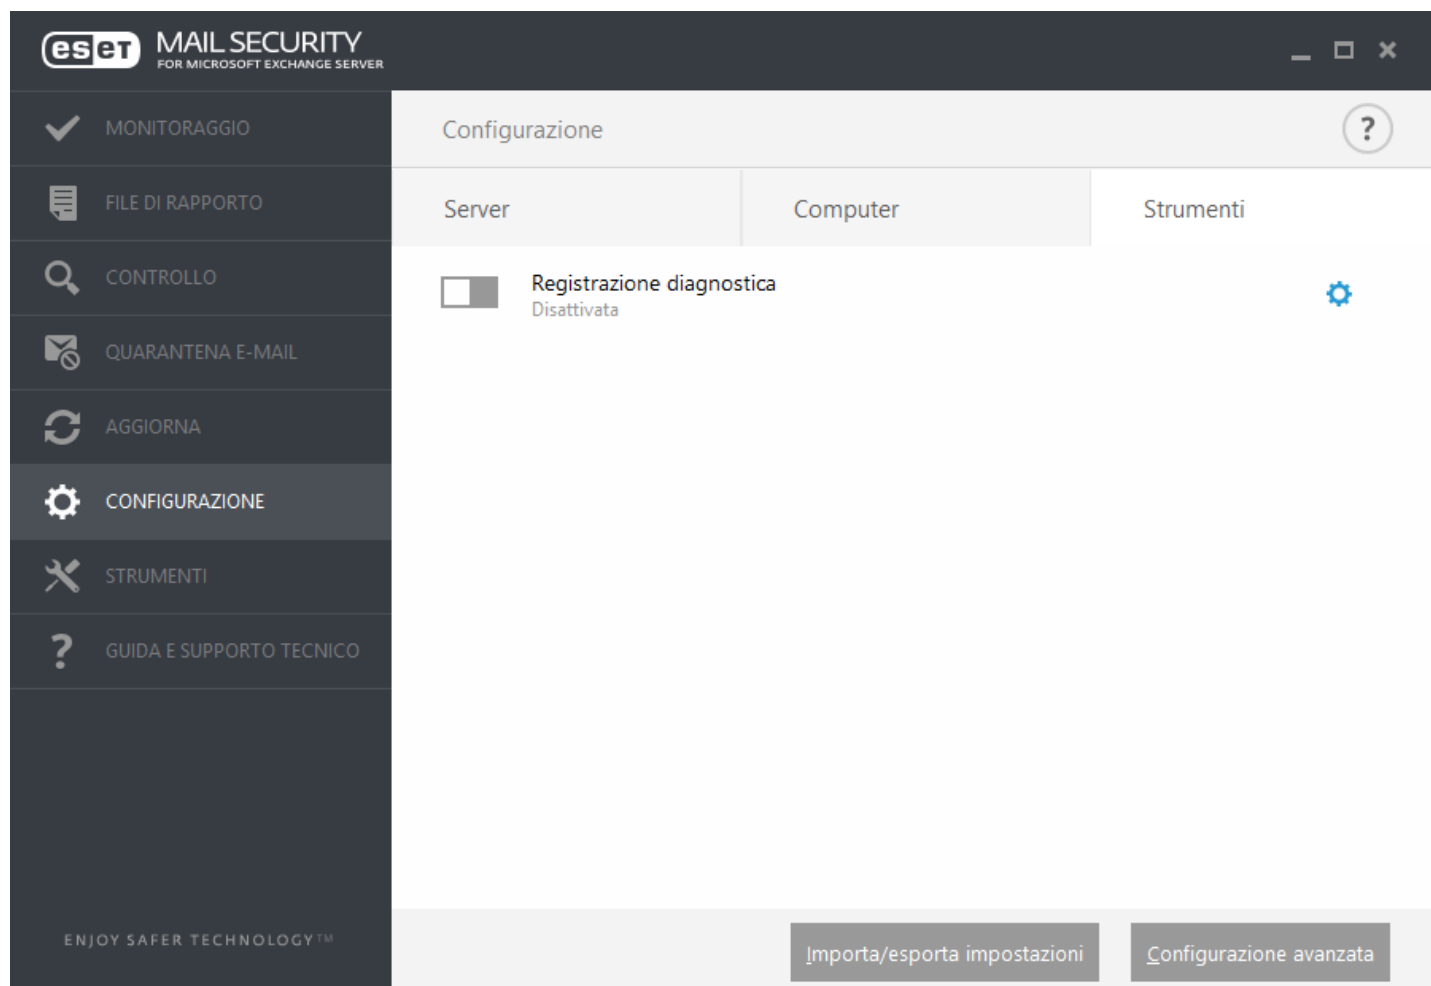 eset MAIL SECURITY
FOR MICROSOFT EXCHANGE SERVER
MONITORAGGIO
FILE DI RAPPORTO
CONTROLLO
QUARANTENA E-MAIL
AGGIORNA
CONFIGURAZIONE
STRUMENTI
GUIDA E SUPPORTO TECNICO
ENJOY SAFER TECHNOLOGY™
Configurazione
?
Server Computer Strumenti
Registrazione diagnostica
Disattivata
Importa/esporta impostazioni Configurazione avanzata